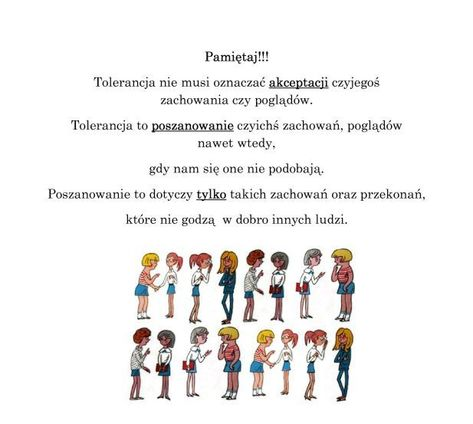 Pamiętaj!!!
Tolerancja nie musi oznaczać akceptacji czyjegoś
zachowania czy poglądów.
Tolerancja to poszanowanie czyichś zachowań, poglądów
nawet wtedy,
gdy nam się one nie podobają.
Poszanowanie to dotyczy tylko takich zachowań oraz przekonań,
które nie godzą w dobro innych ludzi.